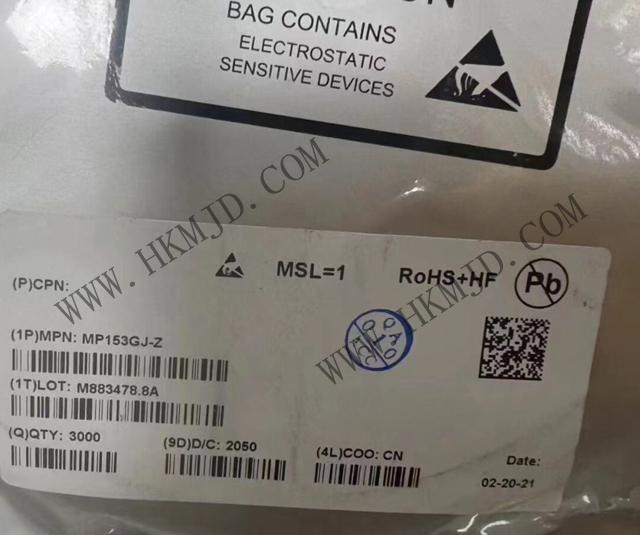 BAG CONTAINS
ELECTROSTATIC
SENSITIVE DEVICES
WWW.HKMJD.COM
WWW.HKMJD.COM
MSL=1
RoHS+HF
Pb
(P)CPN:
(1P)MPN: MP153GJ-Z
(1T)LOT: M883478.8A
(Q)QTY: 3000
(9D)D/C: 2050
(4L)COO: CN
Date:
02-20-21